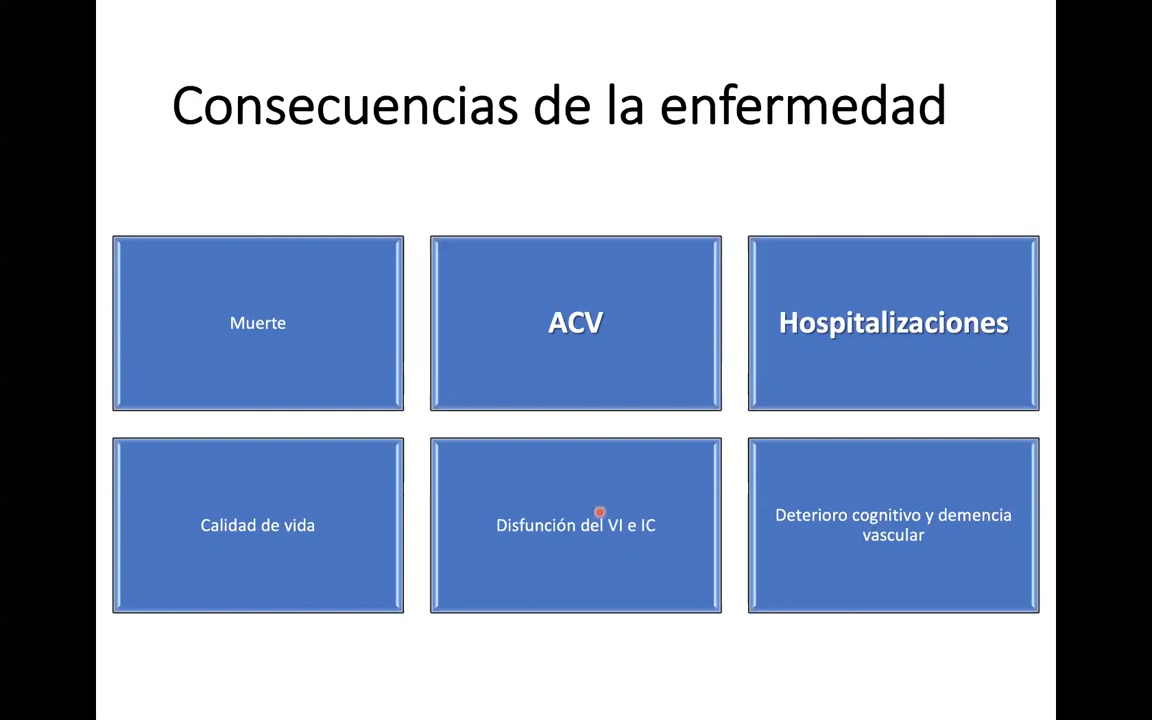 Consecuencias de la enfermedad
Muerte
ACV
Hospitalizaciones
Calidad de vida
Disfunción del VI e IC
Deterioro cognitivo y demencia
vascular